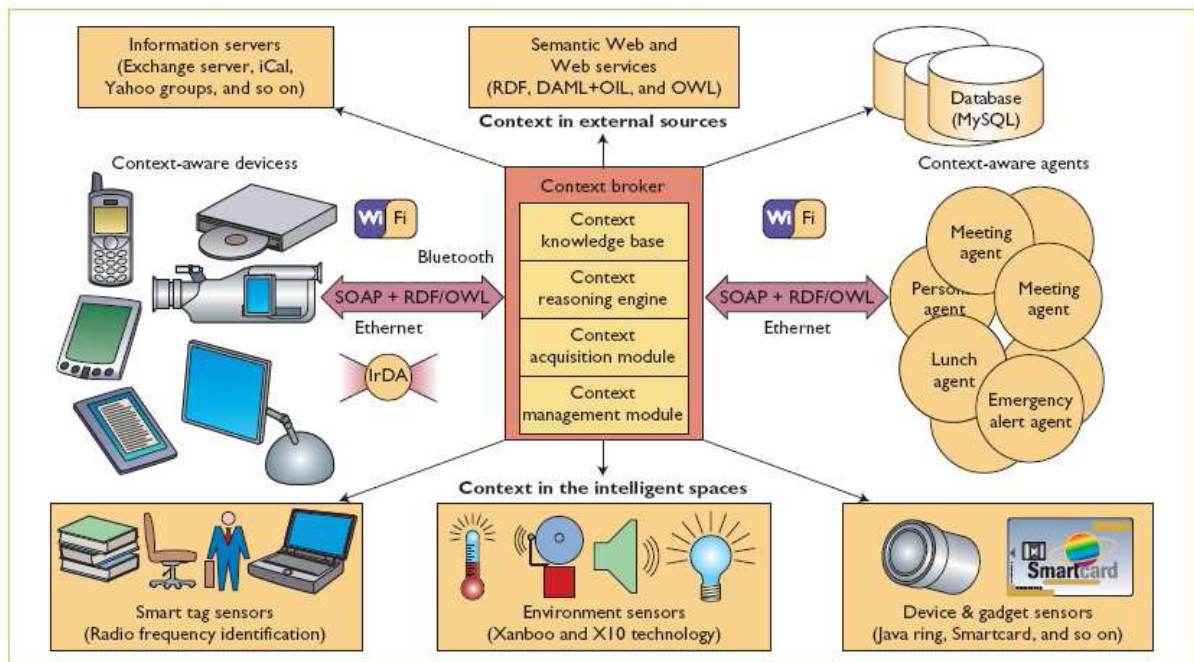 Information servers
(Exchange server, iCal,
Yahoo groups, and so on)
Semantic Web and
Web services
(RDF, DAML+OIL, and OWL)
Context in external sources
Database
(MySQL)
Context-aware devicess
Context-aware agents
Context broker
Context
knowledge base
Context
reasoning engine
Context
acquisition module
Context
management module
Wi Fi
Bluetooth
SOAP + RDF/OWL
Ethernet
IrDA
Wi Fi
SOAP + RDF/OWL
Ethernet
Meeting
agent
agent
Meeting
agent
Lunch
agent
Emergency
alert agent
Context in the intelligent spaces
Smart tag sensors
(Radio frequency identification)
Environment sensors
(Xanboo and X10 technology)
Smartcard
Device & gadget sensors
(Java ring, Smartcard, and so on)